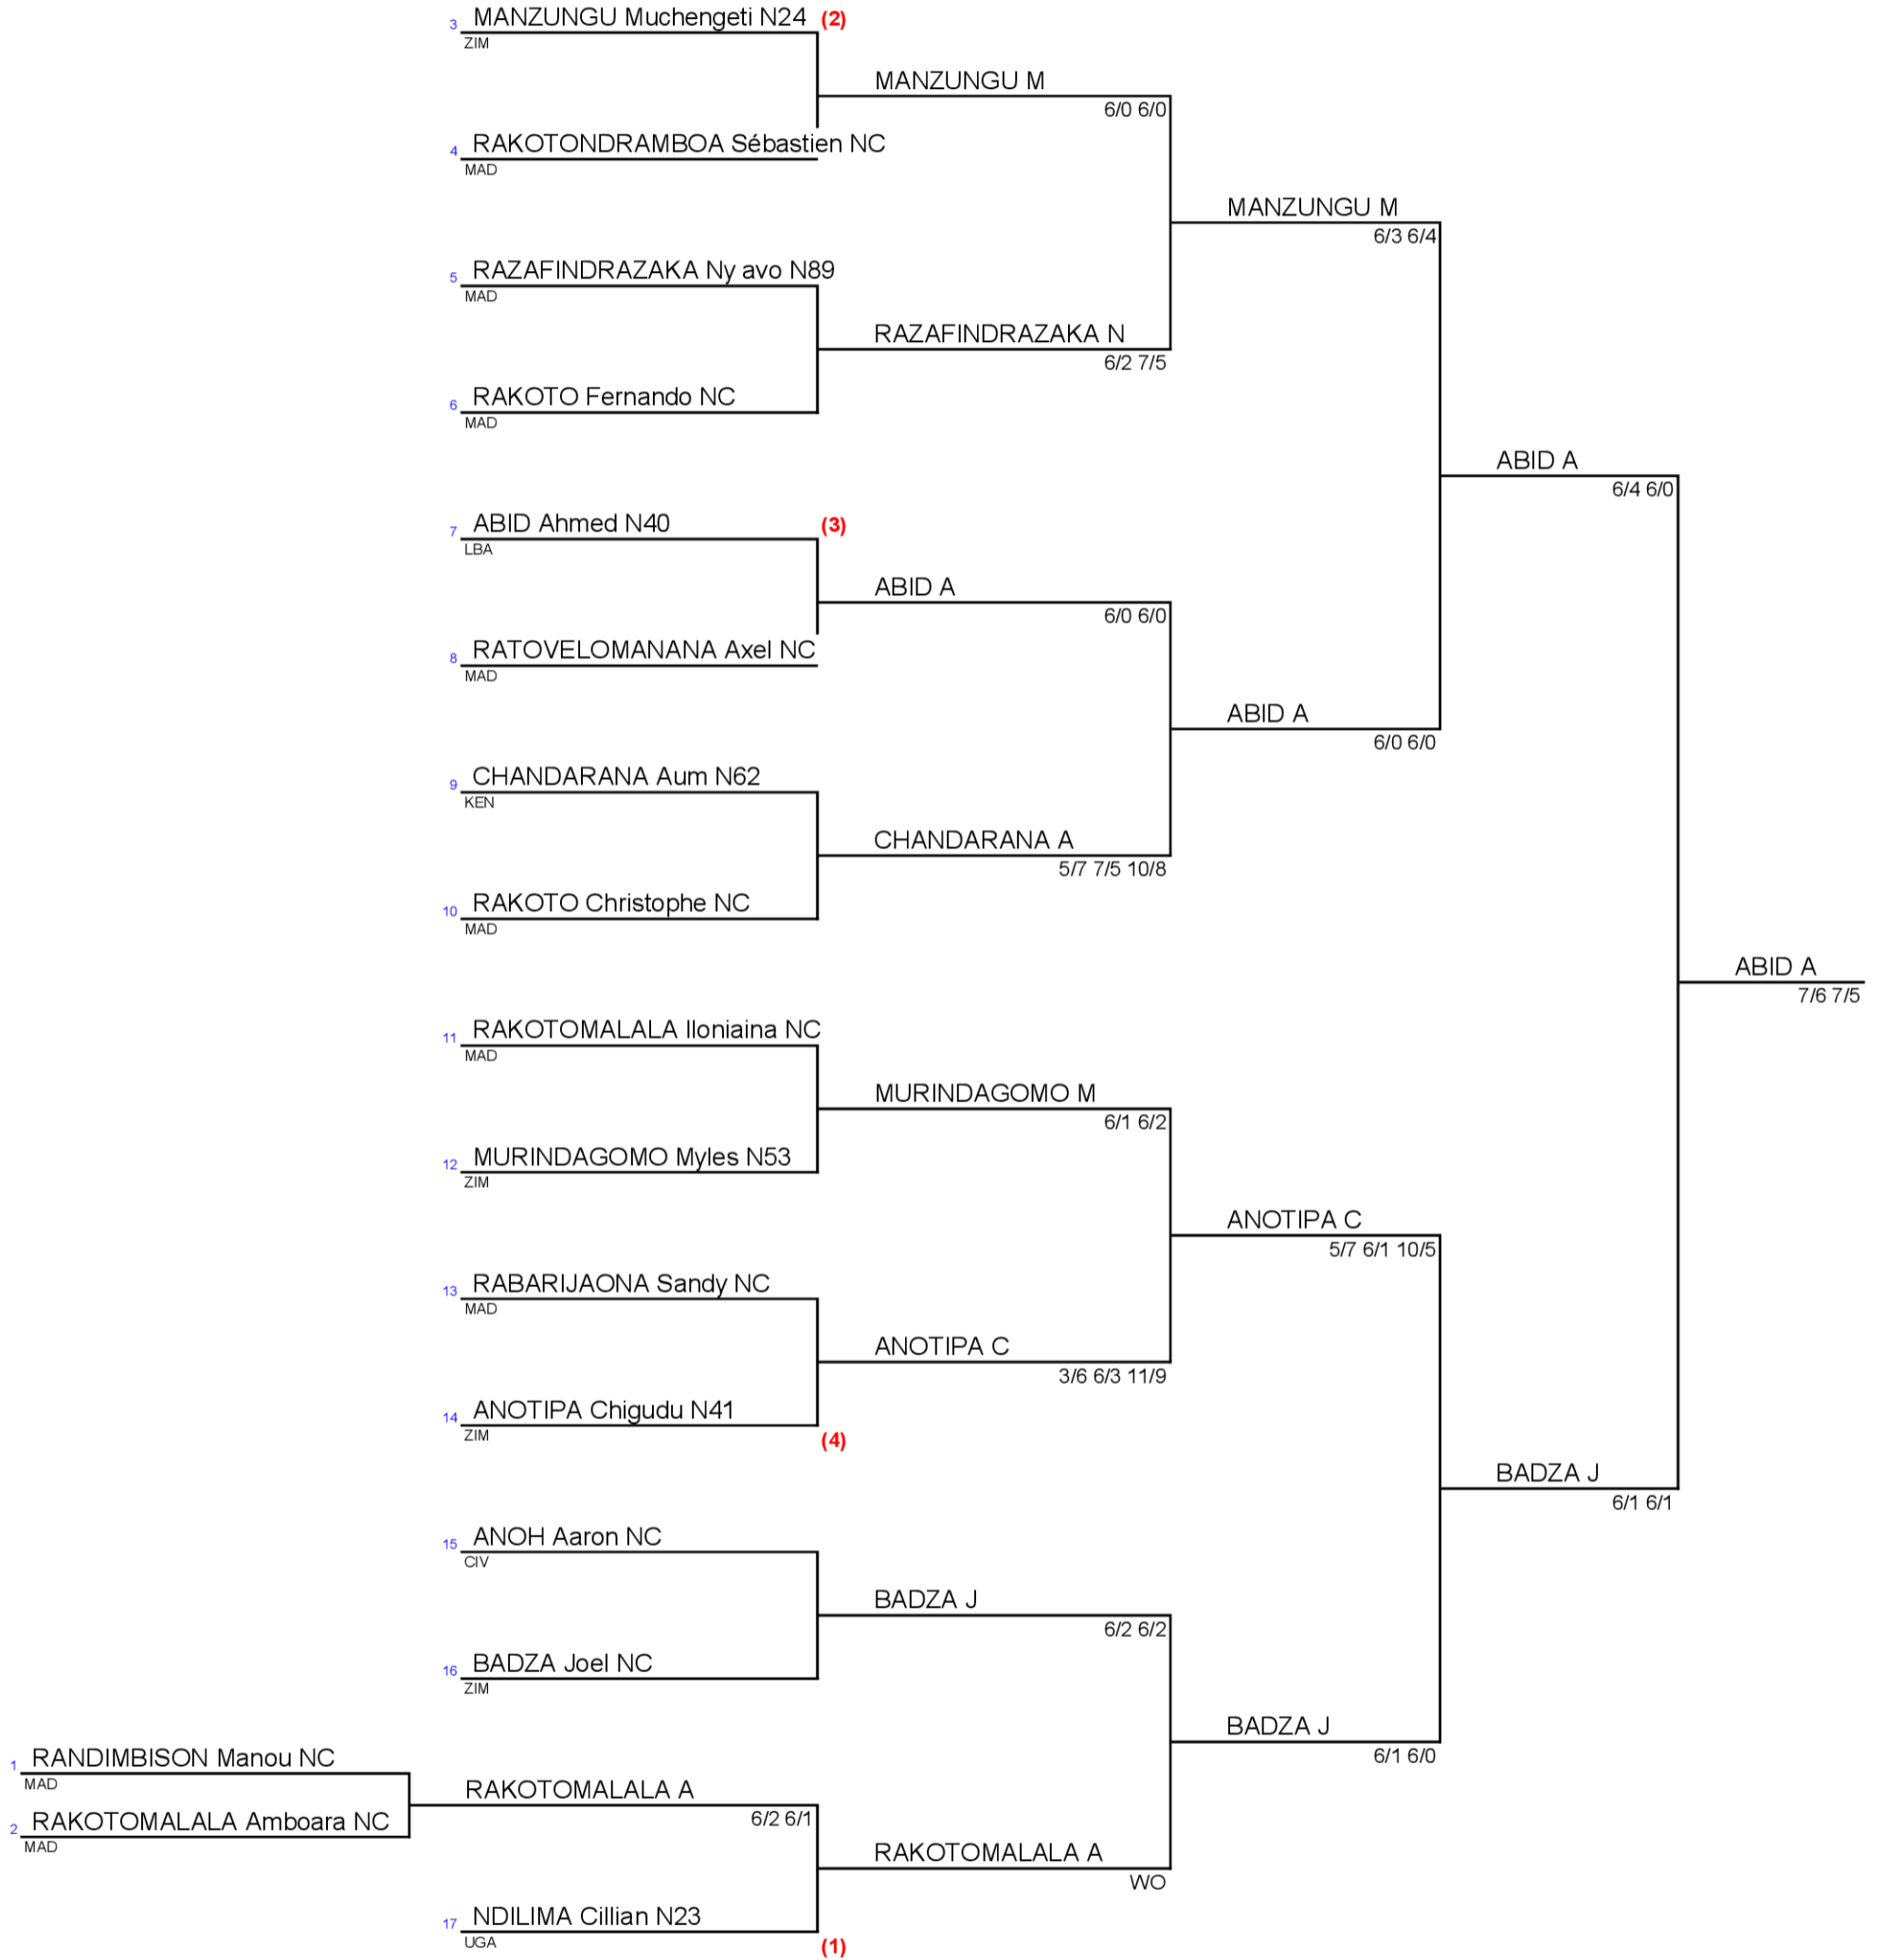 3 MANZUNGU Muchengeti N24 (2)
ZIM
MANZUNGU M
6/0 6/0
4 RAKOTONDRAMBOA Sébastien NC
MAD
MANZUNGU M
6/3 6/4
5 RAZAFINDRAZAKA Ny avo N89
MAD
RAZAFINDRAZAKA N
6/2 7/5
6 RAKOTO Fernando NC
MAD
ABID A
6/4 6/0
7 ABID Ahmed N40 (3)
LBA
ABID A
6/0 6/0
8 RATOVELOMANANA Axel NC
MAD
ABID A
6/0 6/0
9 CHANDARANA Aum N62
KEN
CHANDARANA A
5/7 7/5 10/8
10 RAKOTO Christophe NC
MAD
ABID A
7/6 7/5
11 RAKOTOMALALA Iloniaina NC
MAD
MURINDAGOMO M
6/1 6/2
12 MURINDAGOMO Myles N53
ZIM
ANOTIPA C
5/7 6/1 10/5
13 RABARIJAONA Sandy NC
MAD
ANOTIPA C
3/6 6/3 11/9
14 ANOTIPA Chigudu N41
ZIM
(4)
BADZA J
6/1 6/1
15 ANOH Aaron NC
CIV
BADZA J
6/2 6/2
16 BADZA Joel NC
ZIM
BADZA J
6/1 6/0
1 RANDIMBISON Manou NC
MAD
RAKOTOMALALA A
6/2 6/1
2 RAKOTOMALALA Amboara NC
MAD
RAKOTOMALALA A
WO
17 NDILIMA Cillian N23
UGA
(1)